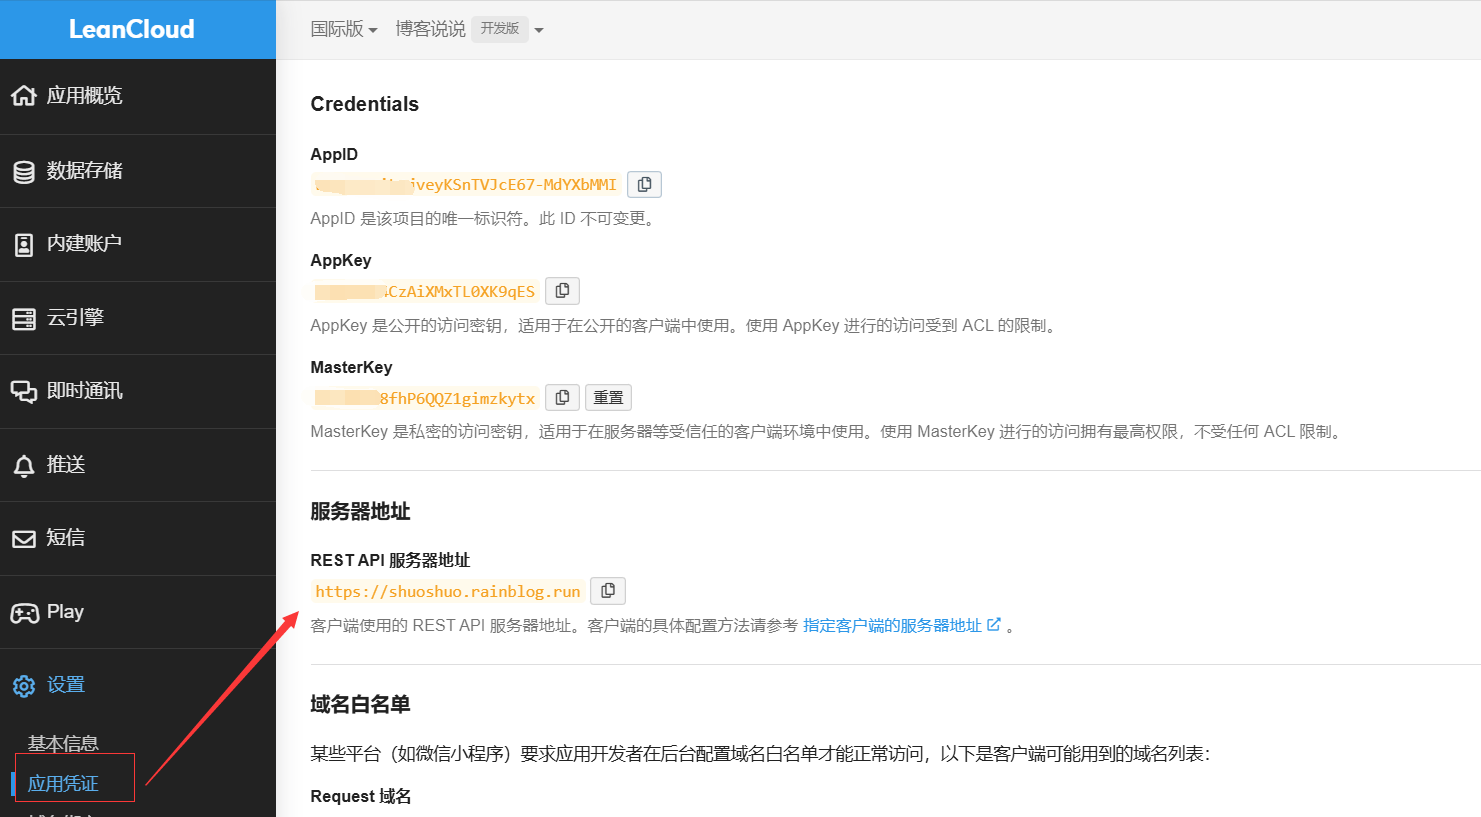 LeanCloud
国际版
博客说说
开发版
应用概览
数据存储
内建账户
云引擎
即时通讯
推送
短信
Play
设置
基本信息
应用凭证
Credentials
AppID
iveyKSnTVJcE67-MdYXbMMI
AppID 是该项目的唯一标识符。此 ID 不可变更。
AppKey
CzAiXMxTL0XK9qES
AppKey 是公开的访问密钥，适用于在公开的客户端中使用。使用 AppKey 进行的访问受到 ACL 的限制。
MasterKey
8fhP6QQZ1gimzkytx
重置
MasterKey 是私密的访问密钥，适用于在服务器等受信任的客户端环境中使用。使用 MasterKey 进行的访问拥有最高权限，不受任何 ACL 限制。
服务器地址
REST API 服务器地址
https://shuoshuo.rainblog.run
客户端使用的 REST API 服务器地址。客户端的具体配置方法请参考 指定客户端的服务器地址 。
域名白名单
某些平台（如微信小程序）要求应用开发者在后台配置域名白名单才能正常访问，以下是客户端可能用到的域名列表：
Request 域名